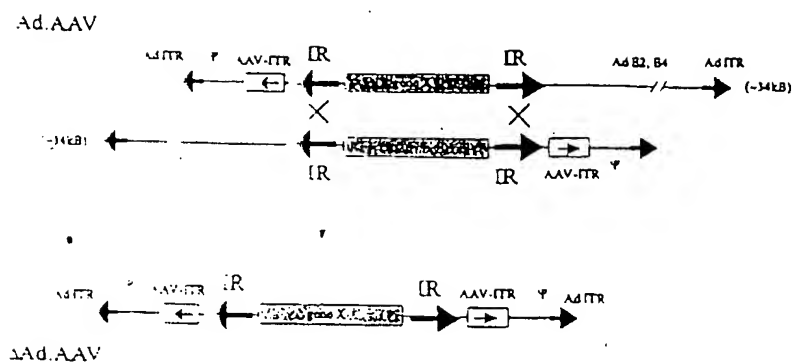 Ad.AAV
Ad ITR Ψ AAV-ITR IR IR Ad E2, E4 Ad ITR
(~34kB)
(~34kB)
IR IR AAV-ITR Ψ
IR IR
Ad ITR AAV-ITR gene X AAV-ITR Ψ Ad ITR
ΔAd.AAV